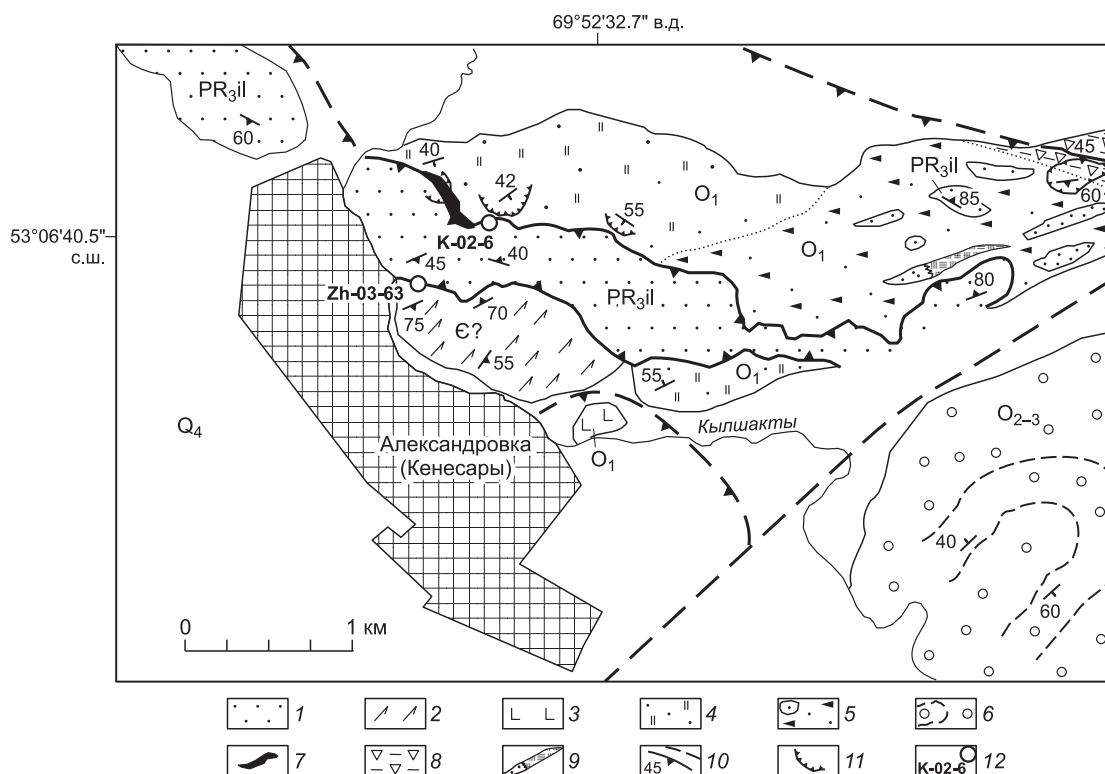 69°52'32.7" в.д.
PR₃il
60
40
42
55
O₁
PR₃il
85
45
60
53°06'40.5"
с.ш.
K-02-6
45
40
O₁
80
Zh-03-63
PR₃il
75
70
Є?
55
55
O₁
Кылшакты
O₂₋₃
Q₄
Александровка
(Кенесары)
O₁
40
60
0 1 км
1 2 3 4 5 6
7 8 9 45 10 11 K-02-6 12